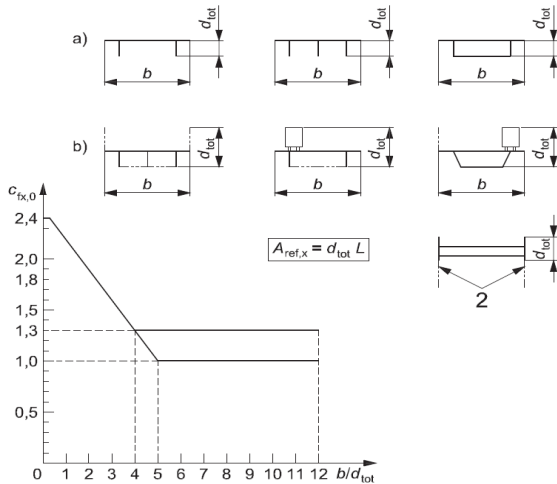 a)
d_tot
d_tot
d_tot
b
b
b
b)
d_tot
d_tot
d_tot
b
b
b
A_ref,x = d_tot L
d_tot
2
c_fx,0
2,4
2,0
1,8
1,5
1,3
1,0
0,5
0 1 2 3 4 5 6 7 8 9 10 11 12 b/d_tot